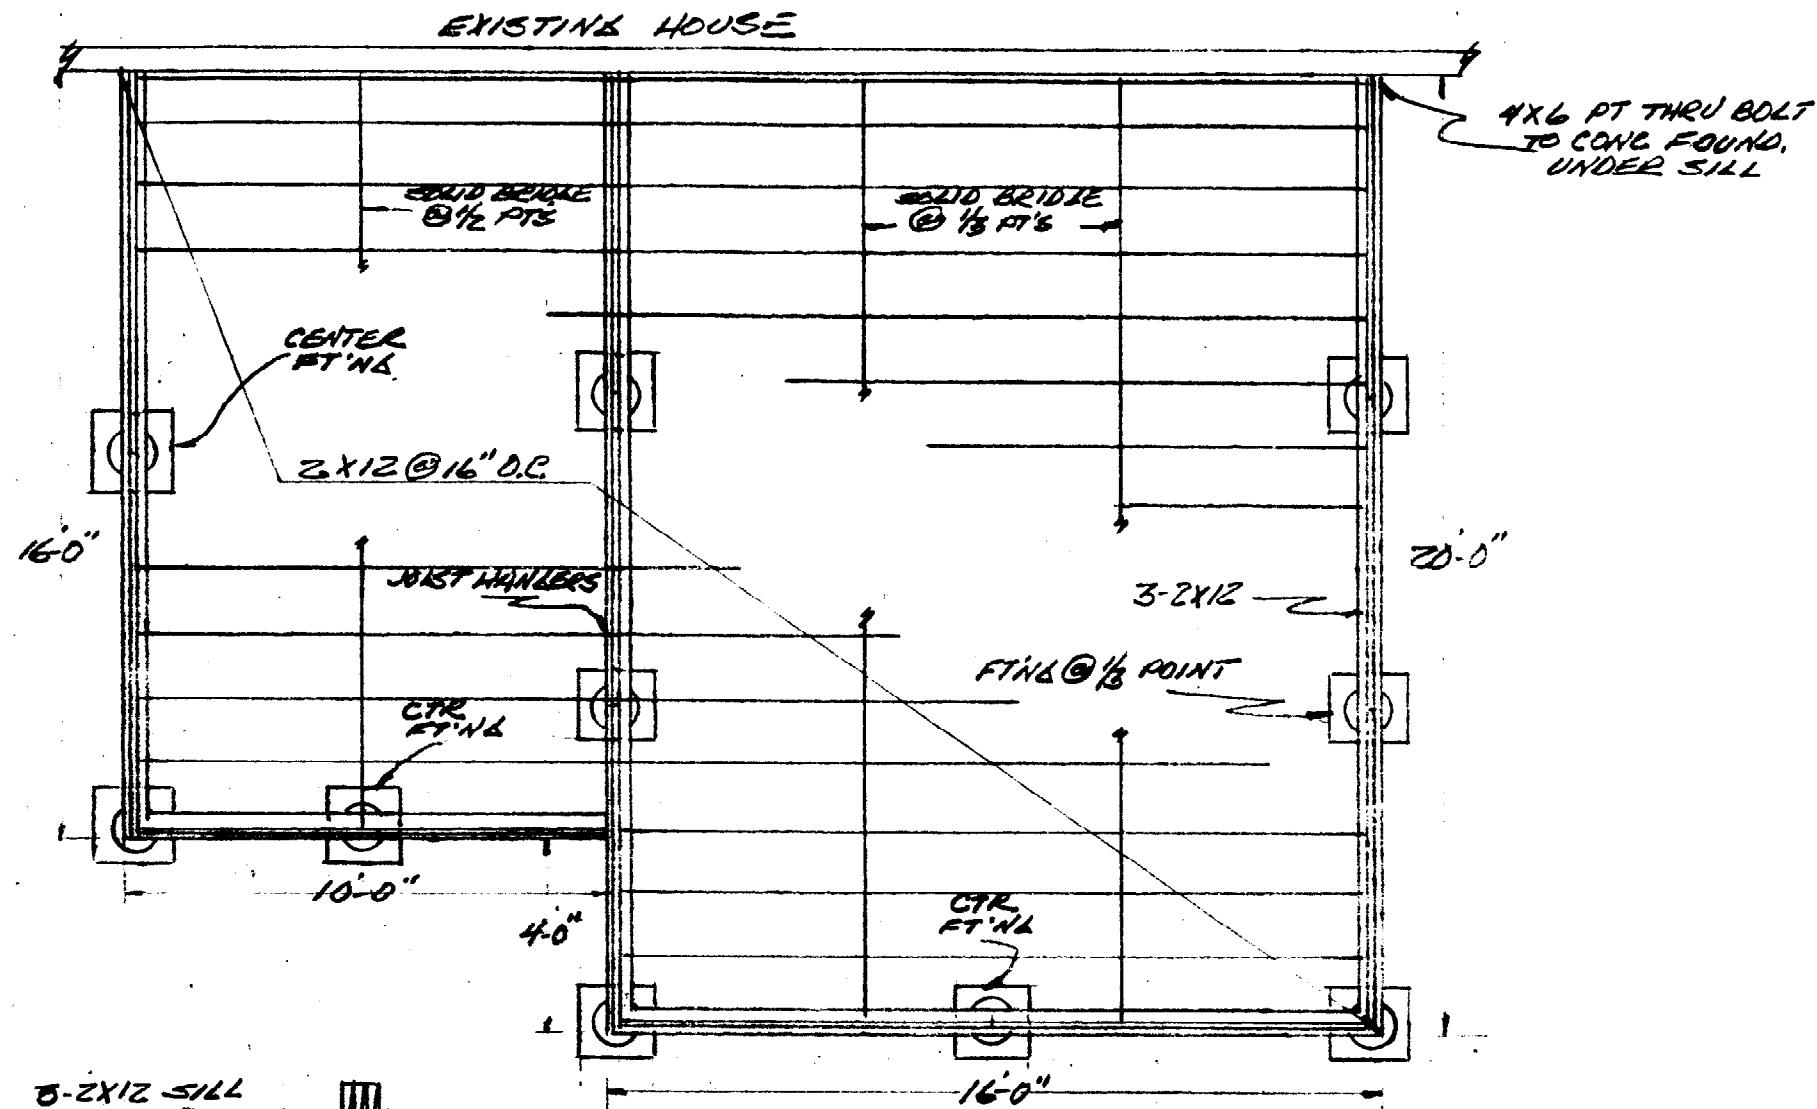 EXISTING HOUSE
4X6 PT THRU BOLT
TO CONC FOUND.
UNDER SILL
SOLID BRIDGE
@ 1/2 PTS
SOLID BRIDGE
@ 1/3 PT'S
CENTER
FT'NG
2X12 @ 16" O.C.
16'-0"
JOIST HANGERS
20'-0"
3-2X12
FTNG @ 1/3 POINT
CTR
FT'NG
10'-0"
4'-0"
CTR
FT'NG
3-2X12 SILL
16'-0"